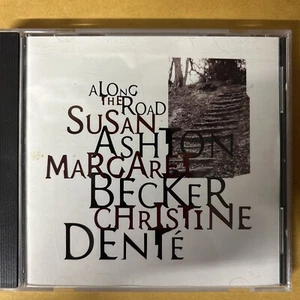 ALONG
THE ROAD
SUSAN
ASHTON
MARGARET
BECKER
CHRISTINE
DENTÉ